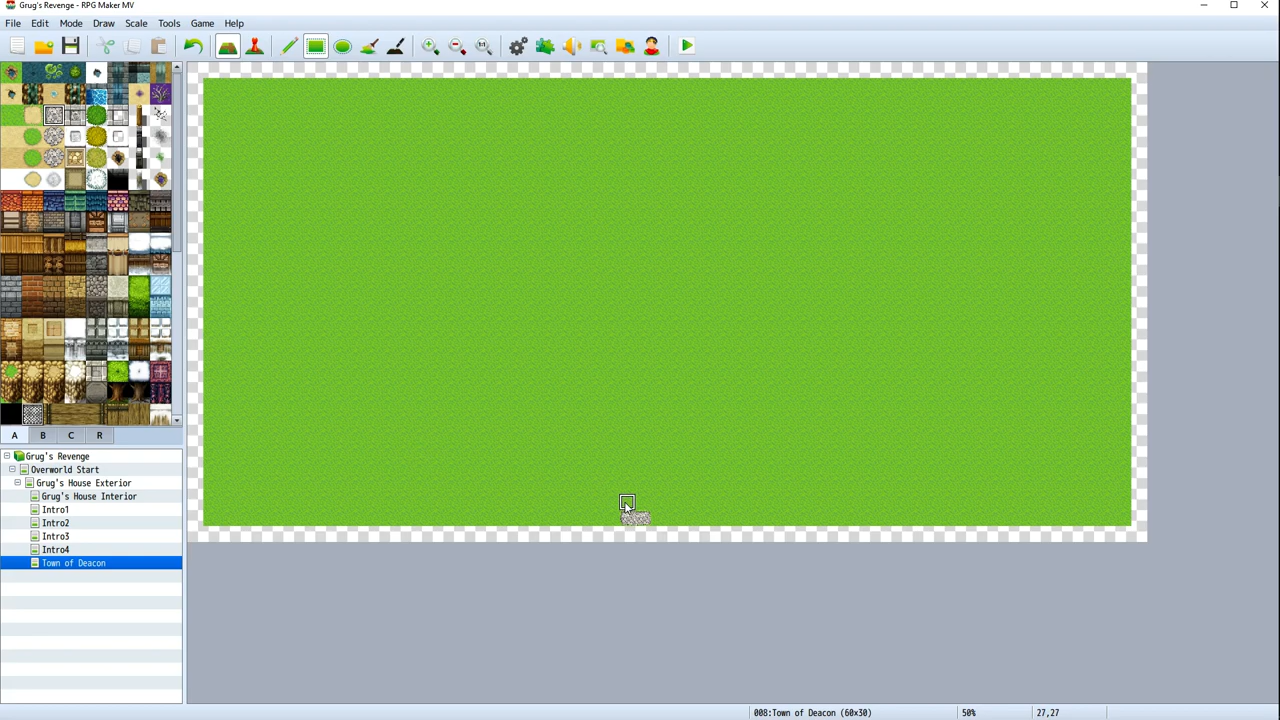 Grug's Revenge - RPG Maker MV
File Edit Mode Draw Scale Tools Game Help
1:1
A B C R
Grug's Revenge
Overworld Start
Grug's House Exterior
Grug's House Interior
Intro1
Intro2
Intro3
Intro4
Town of Deacon
008:Town of Deacon (60x30) 50% 27,27